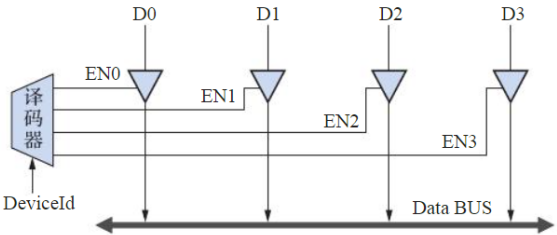 D0
D1
D2
D3
EN0
EN1
EN2
EN3
译
码
器
DeviceId
Data BUS